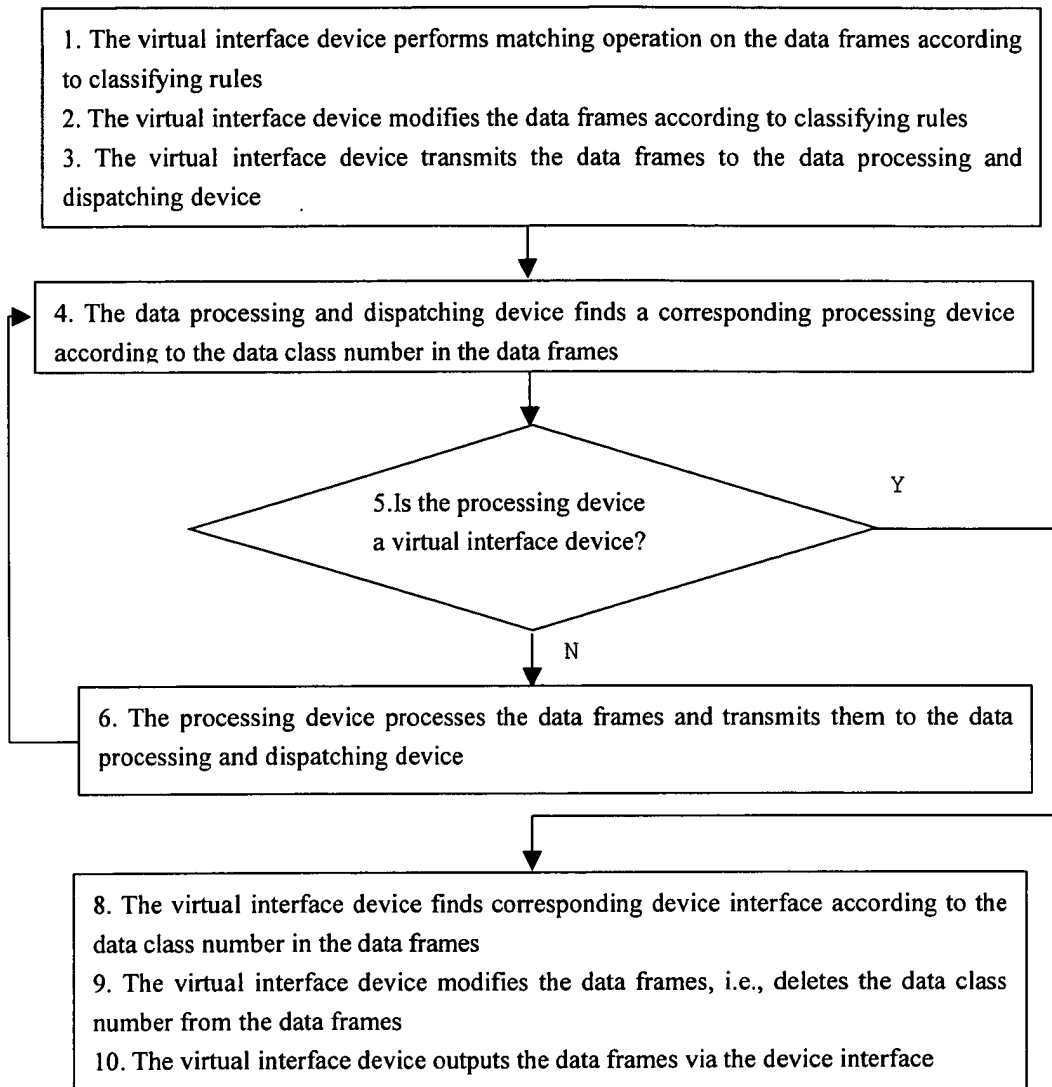 1. The virtual interface device performs matching operation on the data frames according
to classifying rules
2. The virtual interface device modifies the data frames according to classifying rules
3. The virtual interface device transmits the data frames to the data processing and
dispatching device
4. The data processing and dispatching device finds a corresponding processing device
according to the data class number in the data frames
5.Is the processing device
a virtual interface device?
Y
N
6. The processing device processes the data frames and transmits them to the data
processing and dispatching device
8. The virtual interface device finds corresponding device interface according to the
data class number in the data frames
9. The virtual interface device modifies the data frames, i.e., deletes the data class
number from the data frames
10. The virtual interface device outputs the data frames via the device interface